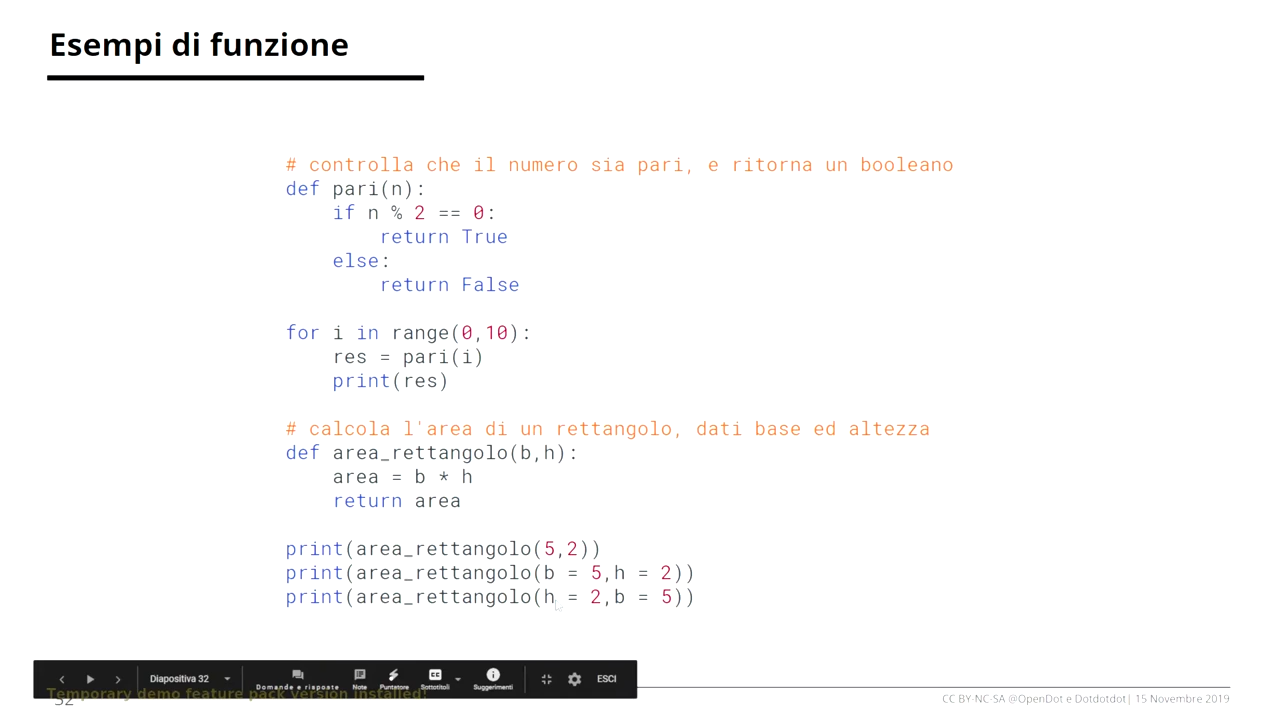 Esempi di funzione
# controlla che il numero sia pari, e ritorna un booleano
def pari(n):
    if n % 2 == 0:
        return True
    else:
        return False
for i in range(0,10):
    res = pari(i)
    print(res)
# calcola l'area di un rettangolo, dati base ed altezza
def area_rettangolo(b,h):
    area = b * h
    return area
print(area_rettangolo(5,2))
print(area_rettangolo(b = 5,h = 2))
print(area_rettangolo(h = 2,b = 5))
Diapositiva 32
Domande e risposte
Note
Puntatore
Sottotitoli
Suggerimenti
ESCI
Temporary demo feature pack version installed!
32
CC BY-NC-SA @OpenDot e Dotdotdot| 15 Novembre 2019